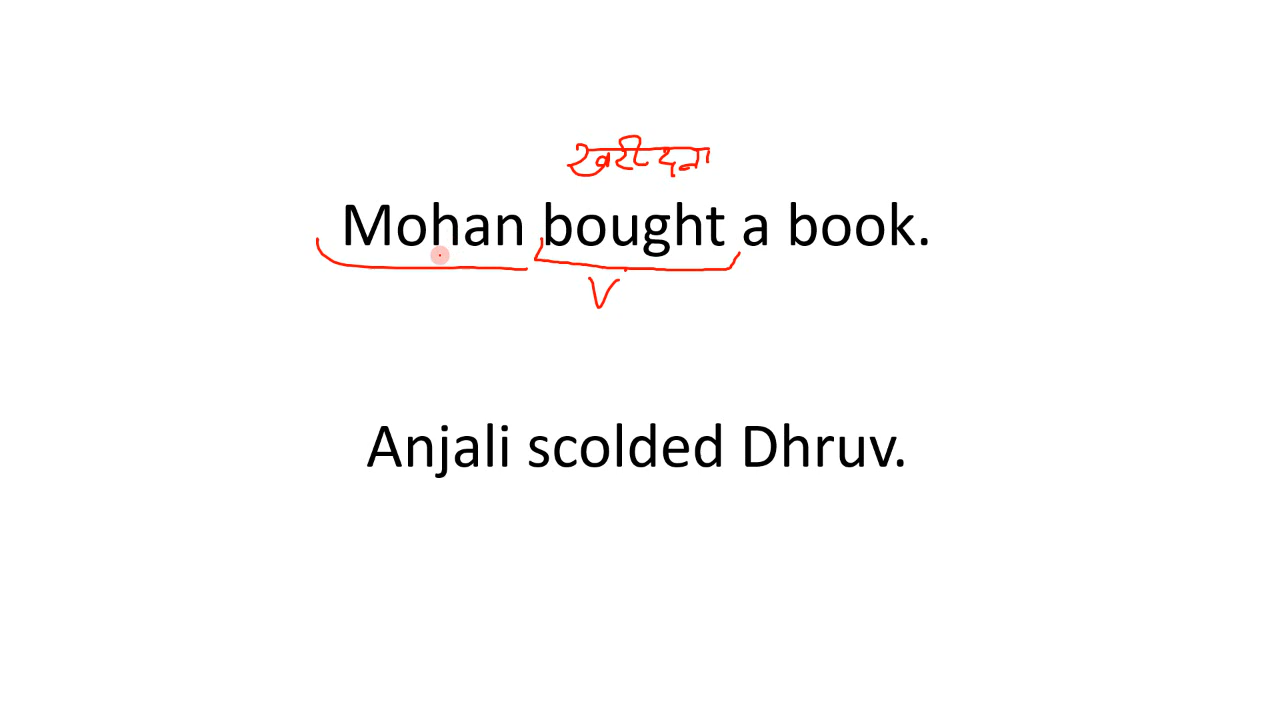 खरीदना
Mohan bought a book.
V
Anjali scolded Dhruv.